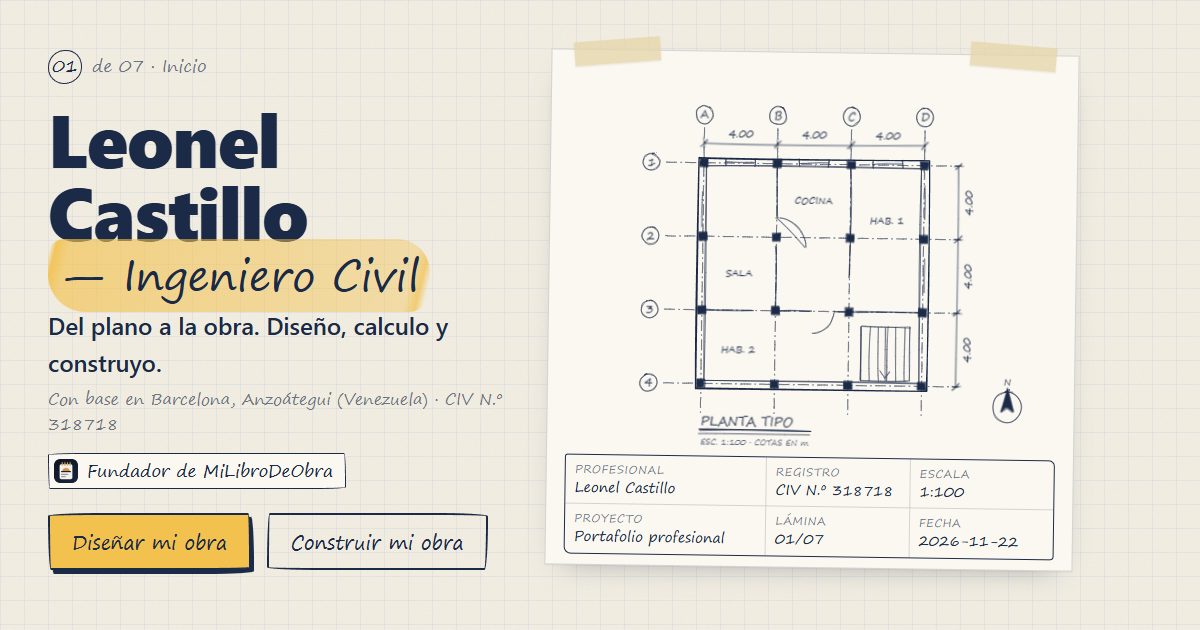 01 de 07 · Inicio
Leonel
Castillo
— Ingeniero Civil
Del plano a la obra. Diseño, calculo y
construyo.
Con base en Barcelona, Anzoátegui (Venezuela) · CIV N.º
318718
Fundador de MiLibroDeObra
Diseñar mi obra
Construir mi obra
A B C D
4.00 4.00 4.00
1
2
3
4
COCINA
HAB. 1
SALA
HAB. 2
4.00
4.00
4.00
N
PLANTA TIPO
ESC. 1:100 · COTAS EN m
PROFESIONAL
Leonel Castillo
REGISTRO
CIV N.º 318718
ESCALA
1:100
PROYECTO
Portafolio profesional
LÁMINA
01/07
FECHA
2026-11-22